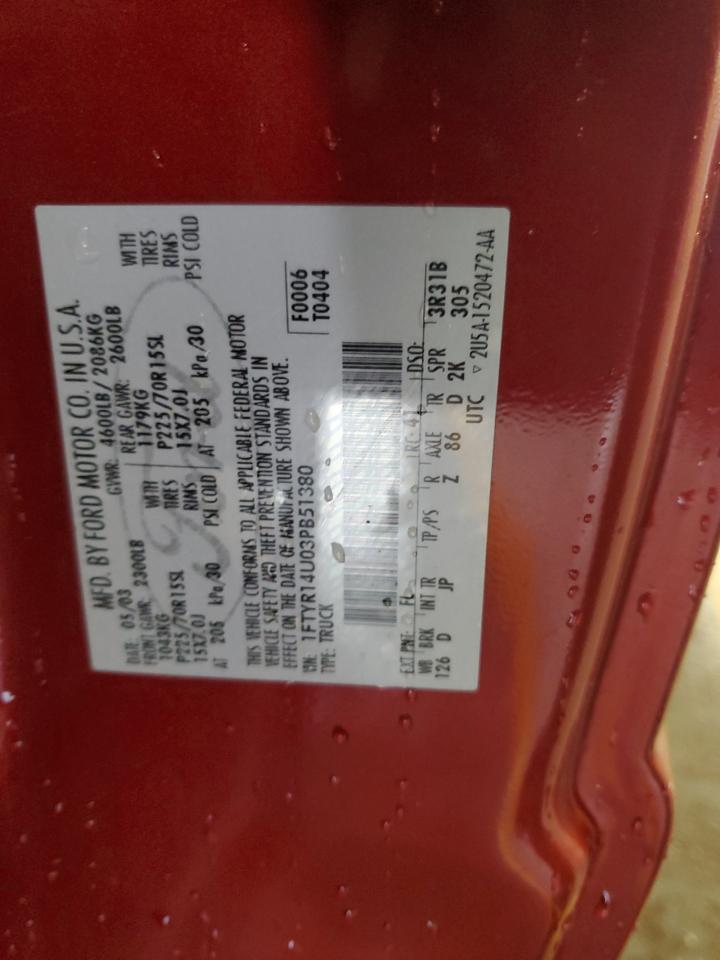 MFD. BY FORD MOTOR CO. IN U.S.A.
DATE: 05/03 GVWR: 4600LB/ 2086KG
FRONT GAWR: 2300LB REAR GAWR: 2600LB
1043KG WITH 1179KG WITH
P225/70R15SL TIRES P225/70R15SL TIRES
15X7.0J RIMS 15X7.0J RIMS
AT 205 kPa/30 PSI COLD AT 205 kPa/30 PSI COLD
THIS VEHICLE CONFORMS TO ALL APPLICABLE FEDERAL MOTOR
VEHICLE SAFETY AND THEFT PREVENTION STANDARDS IN
EFFECT ON THE DATE OF MANUFACTURE SHOWN ABOVE.
VIN: 1FTYR14U03PB51380 F0006
TYPE: TRUCK T0404
EXT PNT: FL RC: 41 DSO:
WB BRK INT TR TP/PS R AXLE TR SPR 3R31B
126 D JP Z 86 D 2K 305
UTC ▽ 2U5A-1520472-AA